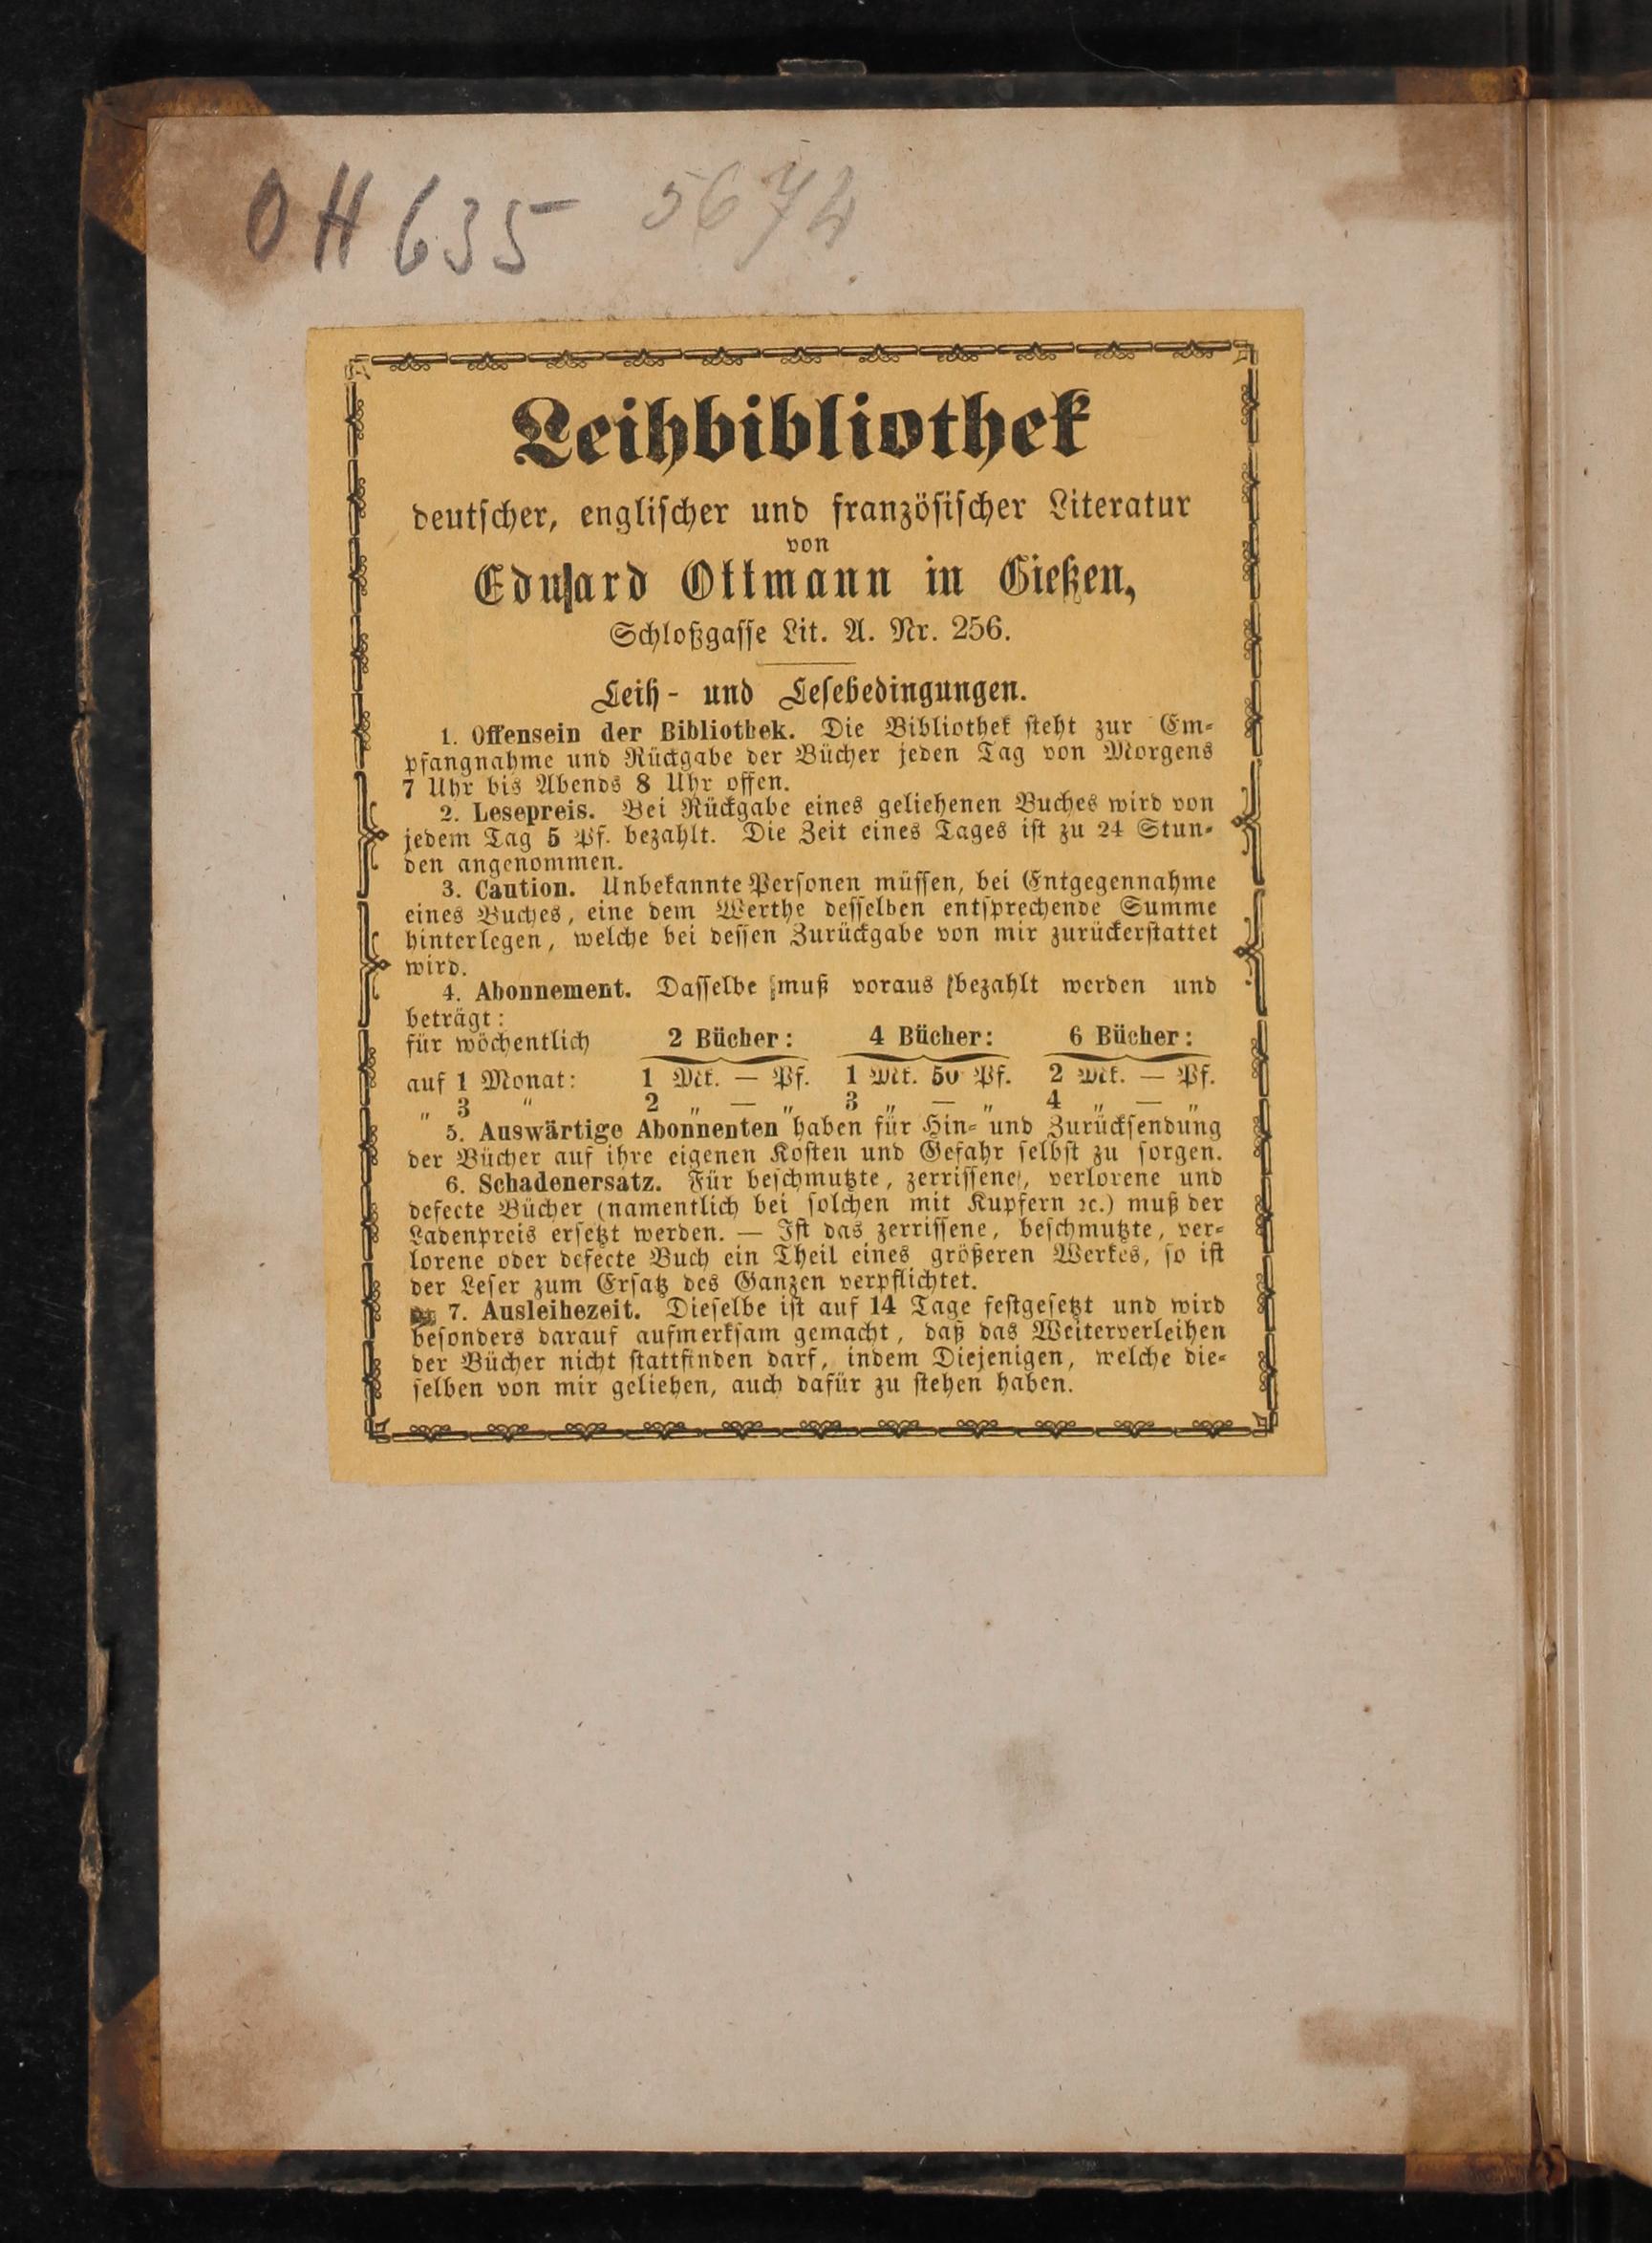 OH 635 5674
Leihbibliothek
deutscher, englischer und französischer Literatur
von
Eduard Ottmann in Gießen,
Schloßgasse Lit. A. Nr. 256.
Leih- und Lesebedingungen.
1. Offensein der Bibliothek. Die Bibliothek steht zur Em-
pfangnahme und Rückgabe der Bücher jeden Tag von Morgens
7 Uhr bis Abends 8 Uhr offen.
2. Lesepreis. Bei Rückgabe eines geliehenen Buches wird von
jedem Tag 5 Pf. bezahlt. Die Zeit eines Tages ist zu 24 Stun-
den angenommen.
3. Caution. Unbekannte Personen müssen, bei Entgegennahme
eines Buches, eine dem Werthe desselben entsprechende Summe
hinterlegen, welche bei dessen Zurückgabe von mir zurückerstattet
wird.
4. Abonnement. Dasselbe muß voraus bezahlt werden und
beträgt:
für wöchentlich 2 Bücher: 4 Bücher: 6 Bücher:
auf 1 Monat: 1 Mk. — Pf. 1 Mk. 50 Pf. 2 Mk. — Pf.
„ 3 „ 2 „ — „ 3 „ — „ 4 „ — „
5. Auswärtige Abonnenten haben für Hin- und Zurücksendung
der Bücher auf ihre eigenen Kosten und Gefahr selbst zu sorgen.
6. Schadenersatz. Für beschmutzte, zerrissene, verlorene und
defecte Bücher (namentlich bei solchen mit Kupfern ꝛc.) muß der
Ladenpreis ersetzt werden. — Ist das zerrissene, beschmutzte, ver-
lorene oder defecte Buch ein Theil eines größeren Werkes, so ist
der Leser zum Ersatz des Ganzen verpflichtet.
☛ 7. Ausleihezeit. Dieselbe ist auf 14 Tage festgesetzt und wird
besonders darauf aufmerksam gemacht, daß das Weiterverleihen
der Bücher nicht stattfinden darf, indem Diejenigen, welche die-
selben von mir geliehen, auch dafür zu stehen haben.